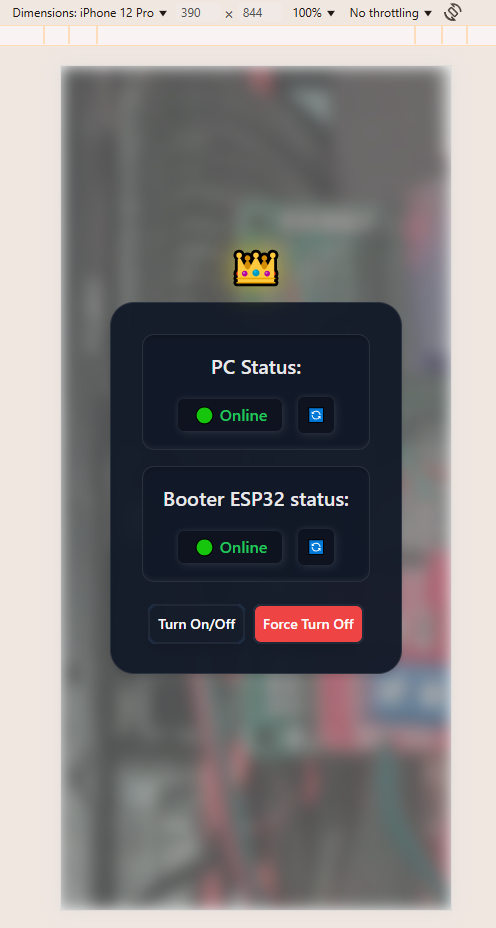 Dimensions: iPhone 12 Pro 390 × 844 100% No throttling
PC Status:
Online
Booter ESP32 status:
Online
Turn On/Off Force Turn Off